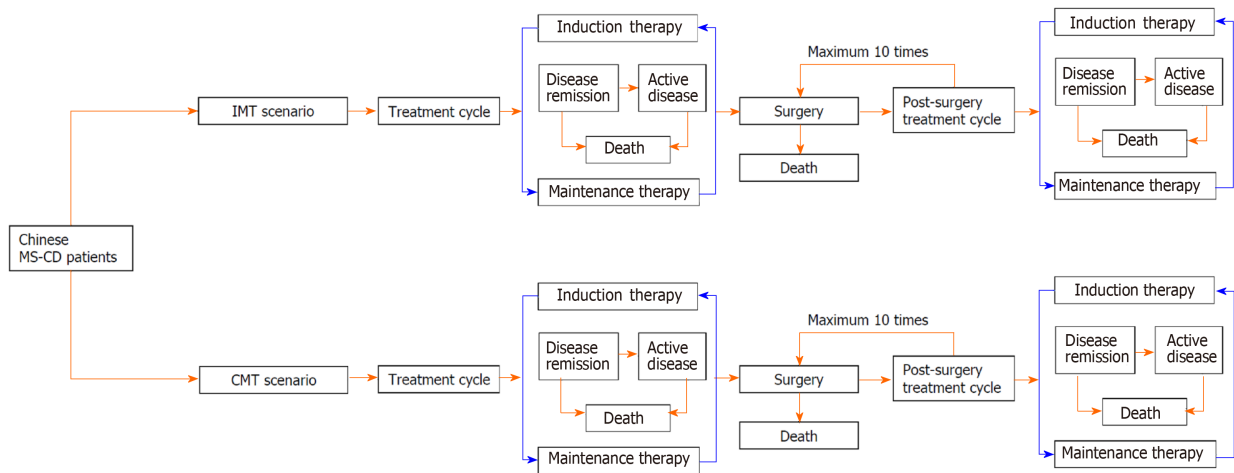 Chinese
MS-CD patients
IMT scenario
Treatment cycle
Induction therapy
Disease
remission
Active
disease
Death
Maintenance therapy
Maximum 10 times
Surgery
Death
Post-surgery
treatment cycle
Induction therapy
Disease
remission
Active
disease
Death
Maintenance therapy
CMT scenario
Treatment cycle
Induction therapy
Disease
remission
Active
disease
Death
Maintenance therapy
Maximum 10 times
Surgery
Death
Post-surgery
treatment cycle
Induction therapy
Disease
remission
Active
disease
Death
Maintenance therapy